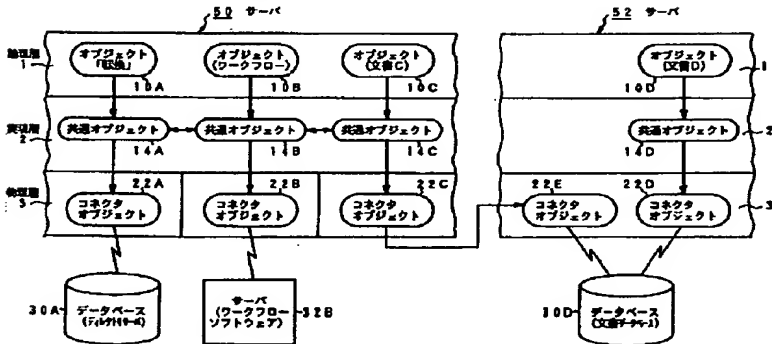 50 サーバ
52 サーバ
論理層
1
オブジェクト
10A
オブジェクト
(ワークフロー)
10B
オブジェクト
(文書C)
10C
オブジェクト
(文書D)
10D
1
実現層
2
共通オブジェクト
14A
共通オブジェクト
14B
共通オブジェクト
14C
共通オブジェクト
14D
2
物理層
3
22A
コネクタ
オブジェクト
22B
コネクタ
オブジェクト
22C
コネクタ
オブジェクト
22E
コネクタ
オブジェクト
22D
コネクタ
オブジェクト
3
30A
データベース
サーバ
(ワークフロー
ソフトウェア)
32B
30D
データベース
(文書データベース)